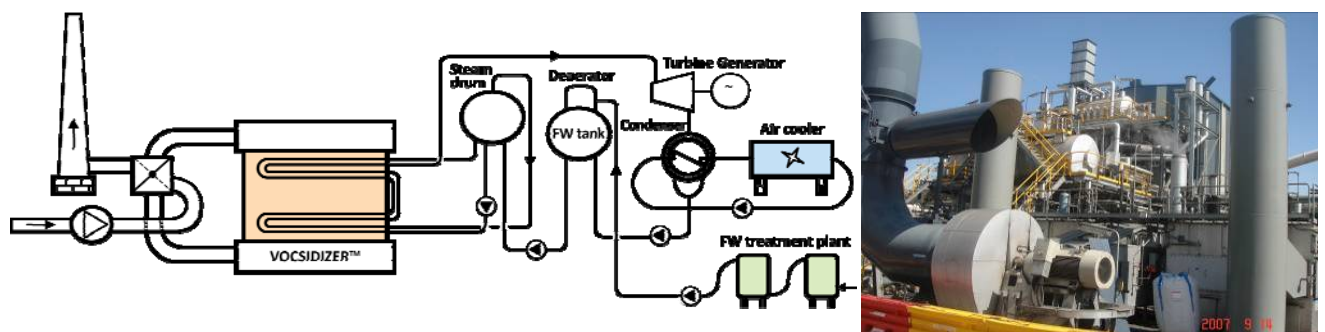 Steam
drum
Deaerator
FW tank
Turbine Generator
~
Condenser
Air cooler
FW treatment plant
VOCSIDIZER™
2007 9 14